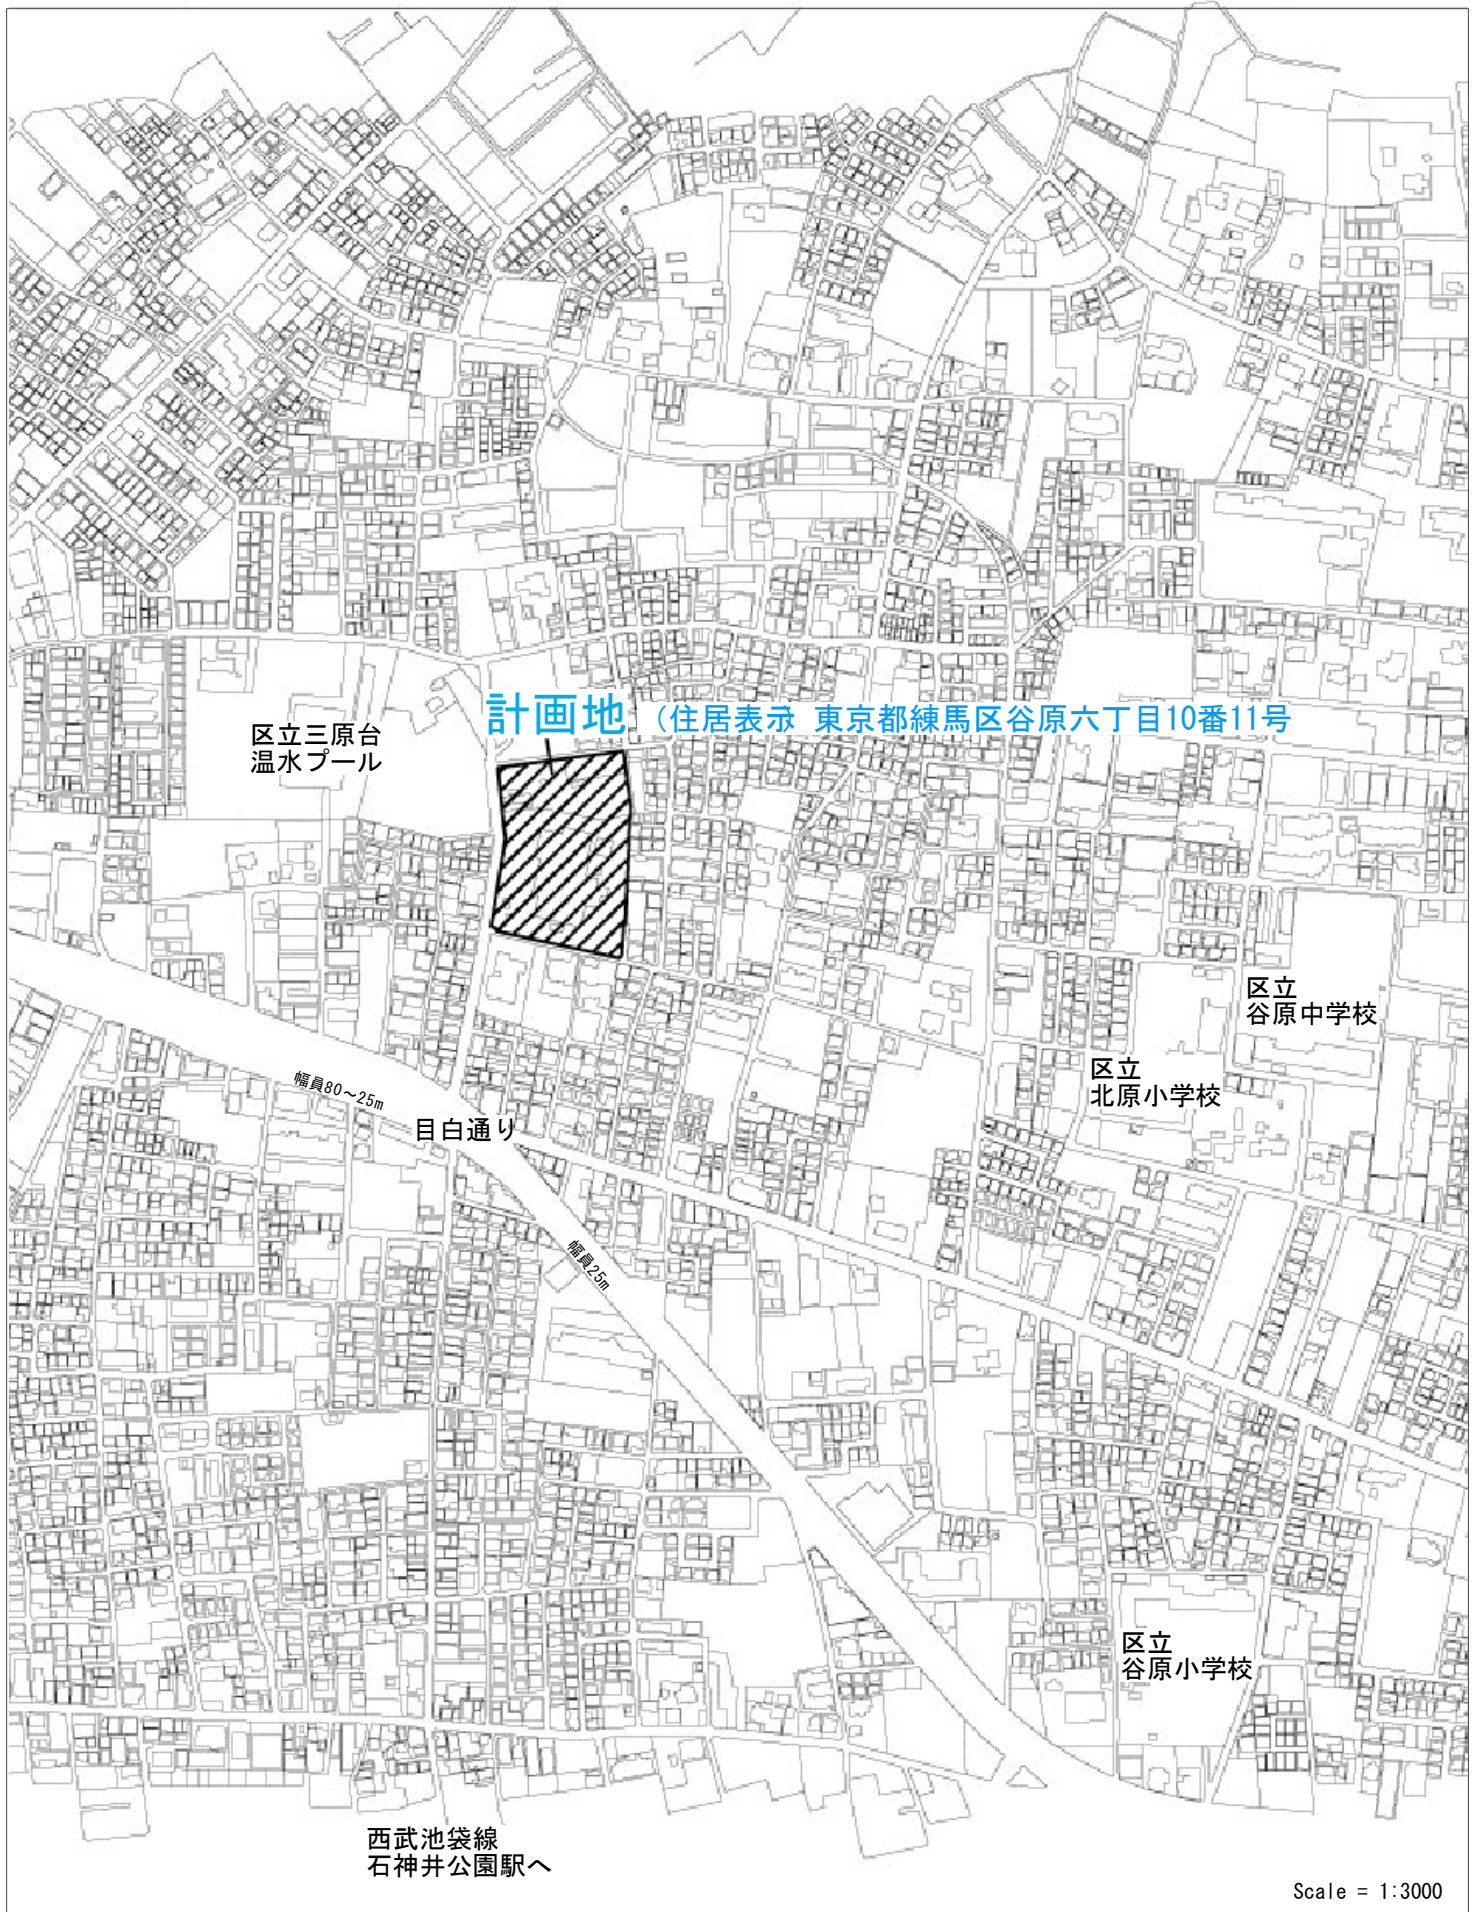 計画地 (住居表示 東京都練馬区谷原六丁目10番11号
区立三原台
温水プール
区立
谷原中学校
区立
北原小学校
幅員80～25m
目白通り
幅員25m
区立
谷原小学校
西武池袋線
石神井公園駅へ
Scale = 1:3000